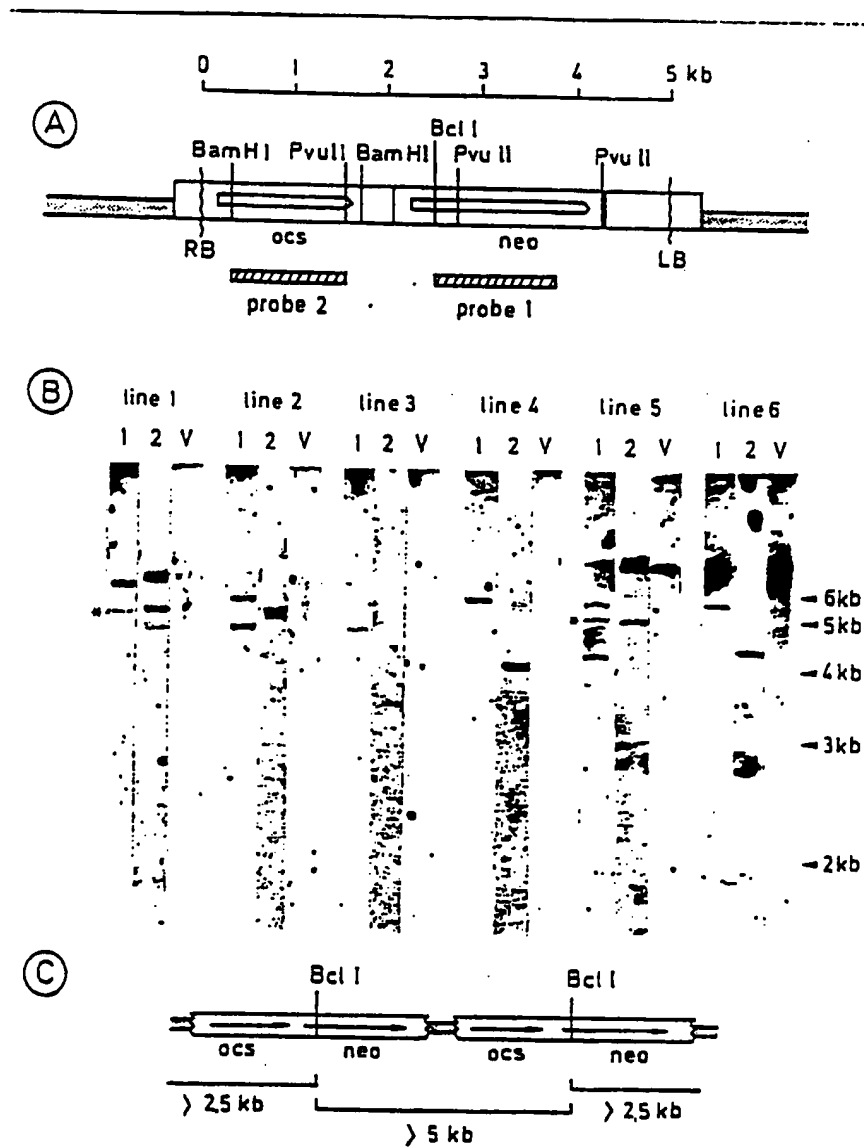 0 1 2 3 4 5 kb
A
Bcl I
BamHI PvuII BamHI Pvu II Pvu II
ocs neo
RB LB
probe 2 probe 1
B
line 1 line 2 line 3 line 4 line 5 line 6
1 2 V 1 2 V 1 2 V 1 2 V 1 2 V 1 2 V
6kb
5kb
4kb
3kb
2kb
C
Bcl I Bcl I
ocs neo ocs neo
> 2,5 kb > 2,5 kb
> 5 kb